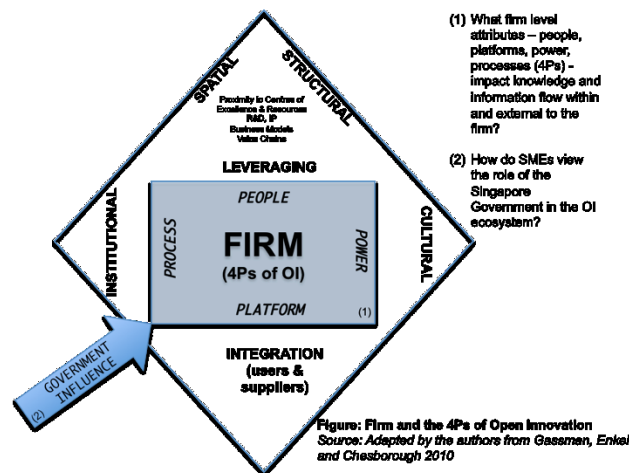 (1) What firm level
attributes – people,
platforms, power,
processes (4Ps) -
impact knowledge and
information flow within
and external to the
firm?
(2) How do SMEs view
the role of the
Singapore
Government in the OI
ecosystem?
SPATIAL
STRUCTURAL
Proximity to Centres of
Excellence & Resources
R&D, IP
Business Models
Value Chains
LEVERAGING
INSTITUTIONAL
CULTURAL
PEOPLE
PROCESS
FIRM
(4Ps of OI)
POWER
PLATFORM
(1)
GOVERNMENT
INFLUENCE
(2)
INTEGRATION
(users &
suppliers)
Figure: Firm and the 4Ps of Open Innovation
Source: Adapted by the authors from Gassman, Enkel
and Chesborough 2010